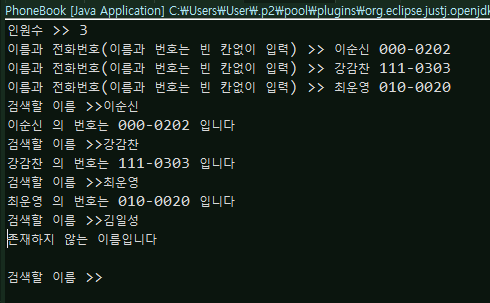 PhoneBook [Java Application] C:\Users\User\.p2\pool\plugins\org.eclipse.justj.openjdk
인원수 >> 3
이름과 전화번호(이름과 번호는 빈 칸없이 입력) >> 이순신 000-0202
이름과 전화번호(이름과 번호는 빈 칸없이 입력) >> 강감찬 111-0303
이름과 전화번호(이름과 번호는 빈 칸없이 입력) >> 최운영 010-0020
검색할 이름 >>이순신
이순신 의 번호는 000-0202 입니다
검색할 이름 >>강감찬
강감찬 의 번호는 111-0303 입니다
검색할 이름 >>최운영
최운영 의 번호는 010-0020 입니다
검색할 이름 >>김일성
존재하지 않는 이름입니다
검색할 이름 >>